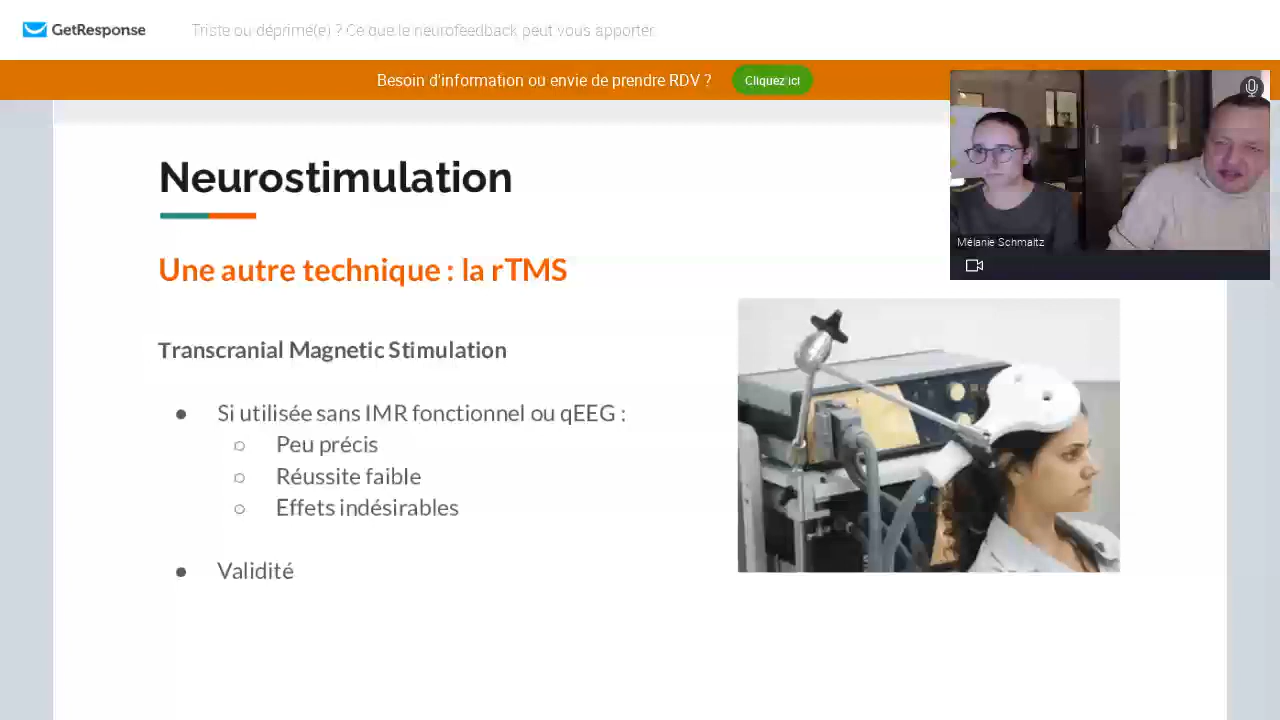 GetResponse
Triste ou déprimé(e) ? Ce que le neurofeedback peut vous apporter
Besoin d'information ou envie de prendre RDV ?
Cliquez ici
Mélanie Schmaltz
Neurostimulation
Une autre technique : la rTMS
Transcranial Magnetic Stimulation
● Si utilisée sans IMR fonctionnel ou qEEG :
○ Peu précis
○ Réussite faible
○ Effets indésirables
● Validité